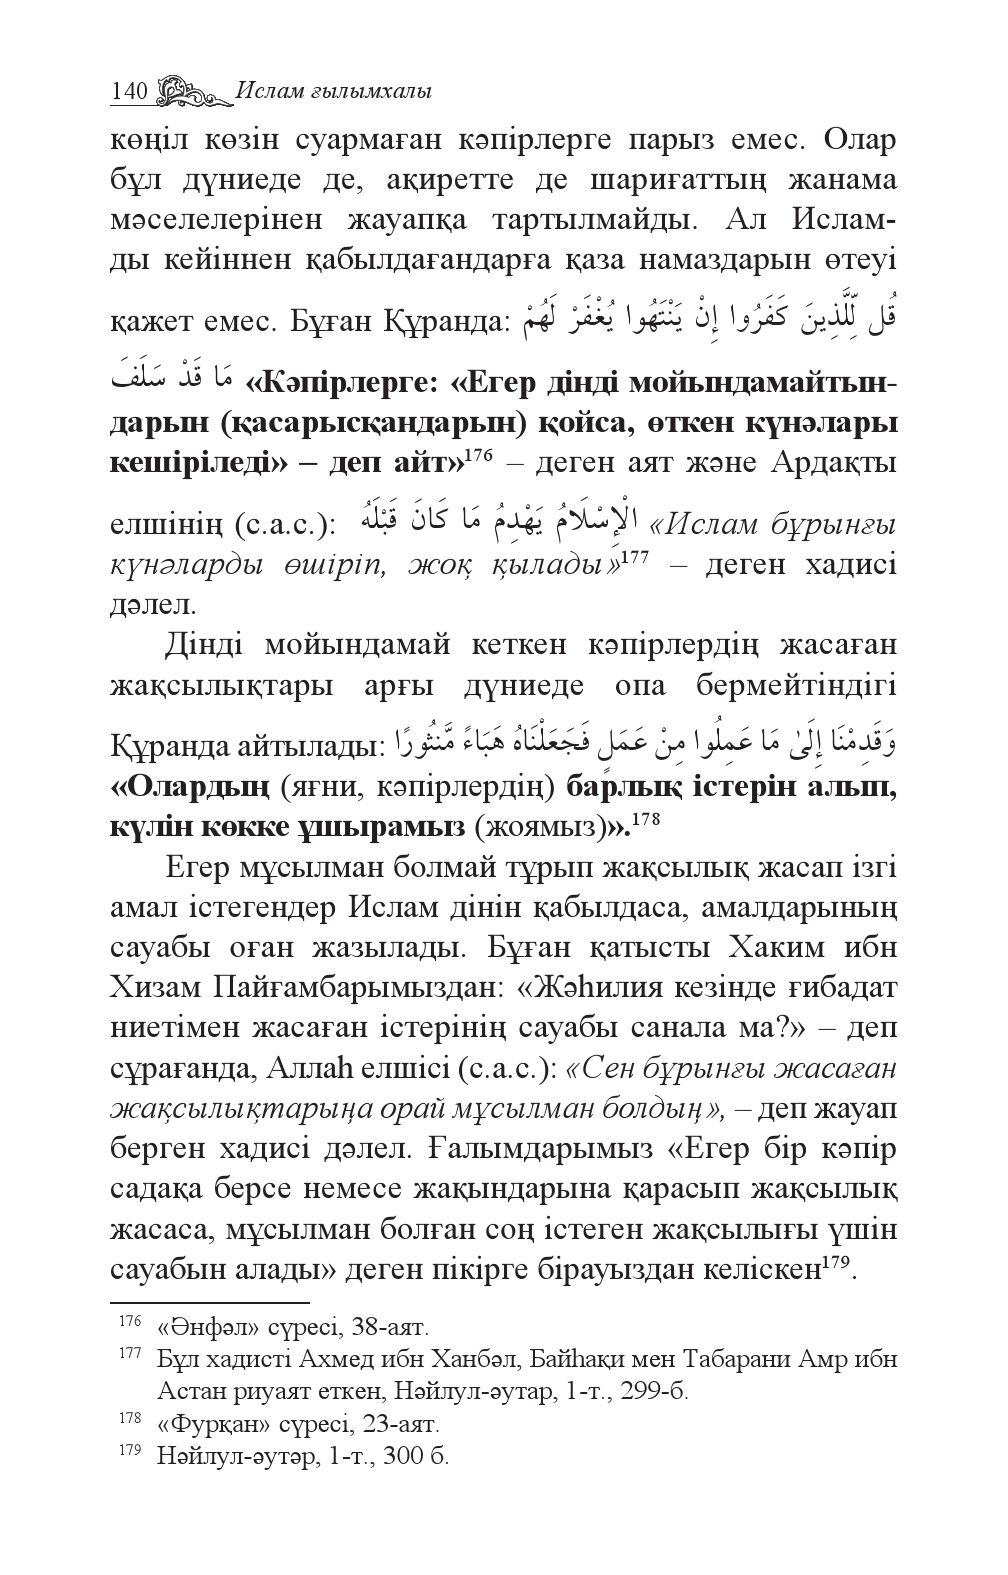 140 Ислам ғылымхалы
көңіл көзін суармаған кәпірлерге парыз емес. Олар
бұл дүниеде де, ақиретте де шариғаттың жанама
мәселелерінен жауапқа тартылмайды. Ал Ислам-
ды кейіннен қабылдағандарға қаза намаздарын өтеуі
қажет емес. Бұған Құранда: قُل لِّلَّذِينَ كَفَرُوا إِنْ يَنْتَهُوا يُغْفَرْ لَهُمْ
مَا قَدْ سَلَفَ «Кәпірлерге: «Егер дінді мойындамайтын-
дарын (қасарысқандарын) қойса, өткен күнәлары
кешіріледі» – деп айт»¹⁷⁶ – деген аят және Ардақты
елшінің (с.а.с.): الْإِسْلَامُ يَهْدِمُ مَا كَانَ قَبْلَهُ «Ислам бұрынғы
күнәларды өшіріп, жоқ қылады»¹⁷⁷ – деген хадисі
дәлел.
Дінді мойындамай кеткен кәпірлердің жасаған
жақсылықтары арғы дүниеде опа бермейтіндігі
Құранда айтылады: وَقَدِمْنَا إِلَىٰ مَا عَمِلُوا مِنْ عَمَلٍ فَجَعَلْنَاهُ هَبَاءً مَّنثُورًا
«Олардың (яғни, кәпірлердің) барлық істерін алып,
күлін көкке ұшырамыз (жоямыз)».¹⁷⁸
Егер мұсылман болмай тұрып жақсылық жасап ізгі
амал істегендер Ислам дінін қабылдаса, амалдарының
сауабы оған жазылады. Бұған қатысты Хаким ибн
Хизам Пайғамбарымыздан: «Жәһилия кезінде ғибадат
ниетімен жасаған істерінің сауабы санала ма?» – деп
сұрағанда, Аллаһ елшісі (с.а.с.): «Сен бұрынғы жасаған
жақсылықтарыңа орай мұсылман болдың», – деп жауап
берген хадисі дәлел. Ғалымдарымыз «Егер бір кәпір
садақа берсе немесе жақындарына қарасып жақсылық
жасаса, мұсылман болған соң істеген жақсылығы үшін
сауабын алады» деген пікірге бірауыздан келіскен¹⁷⁹.
176 «Әнфәл» сүресі, 38-аят.
177 Бұл хадисті Ахмед ибн Ханбәл, Байһақи мен Табарани Амр ибн
Астан риуаят еткен, Нәйлул-әутар, 1-т., 299-б.
178 «Фурқан» сүресі, 23-аят.
179 Нәйлул-әутәр, 1-т., 300 б.